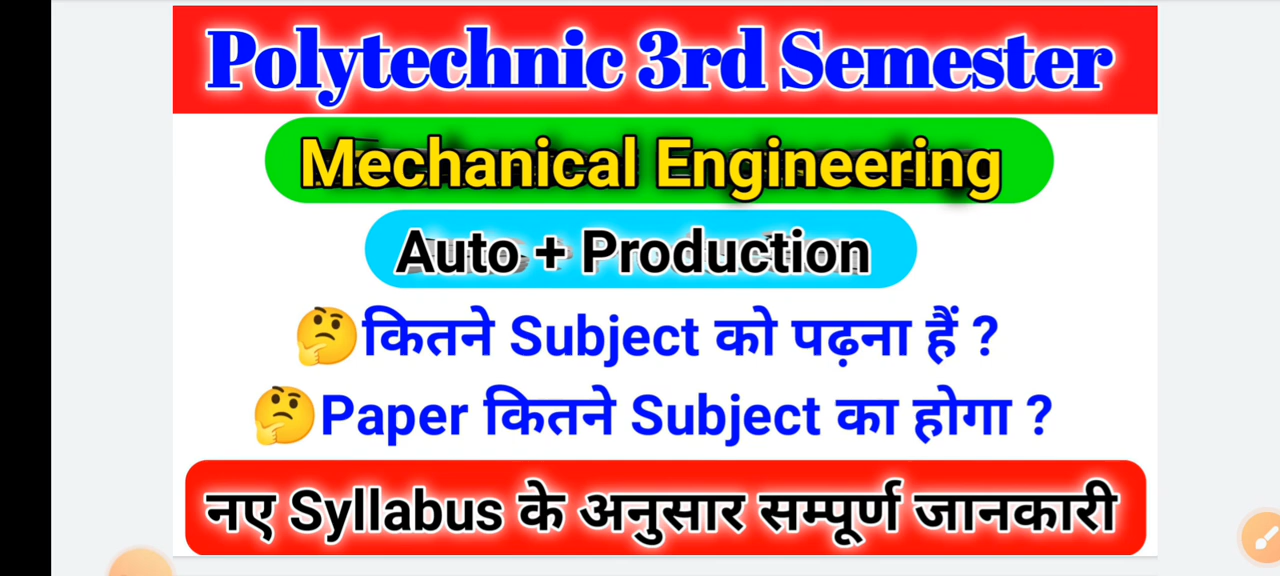 Polytechnic 3rd Semester
Mechanical Engineering
Auto + Production
🤔कितने Subject को पढ़ना हैं ?
🤔Paper कितने Subject का होगा ?
नए Syllabus के अनुसार सम्पूर्ण जानकारी